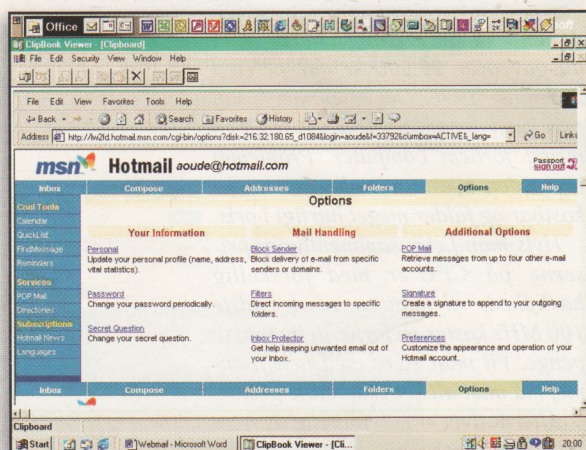 Office
ClipBook Viewer - [Clipboard]
File Edit Security View Window Help
File Edit View Favorites Tools Help
Back Search Favorites History
Address http://lw2fd.hotmail.msn.com/cgi-bin/options?disk=216.32.180.65_d1084&login=aoude&f=33792&curmbox=ACTIVE&_lang= Go Links
msn Hotmail aoude@hotmail.com Passport sign out
Inbox Compose Addresses Folders Options Help
Cool Tools
Calendar
QuickList
FindMessage
Reminders
Services
POP Mail
Directories
Subscriptions
Hotmail News
Languages
Options
Your Information
Personal
Update your personal profile (name, address,
vital statistics).
Password
Change your password periodically.
Secret Question
Change your secret question.
Mail Handling
Block Sender
Block delivery of e-mail from specific
senders or domains.
Filters
Direct incoming messages to specific
folders.
Inbox Protector
Get help keeping unwanted email out of
your Inbox.
Additional Options
POP Mail
Retrieve messages from up to four other e-mail
accounts.
Signature
Create a signature to append to your outgoing
messages.
Preferences
Customize the appearance and operation of your
Hotmail account.
Inbox Compose Addresses Folders Options Help
Clipboard
Start Webmail - Microsoft Word ClipBook Viewer - [Cli... 20:00